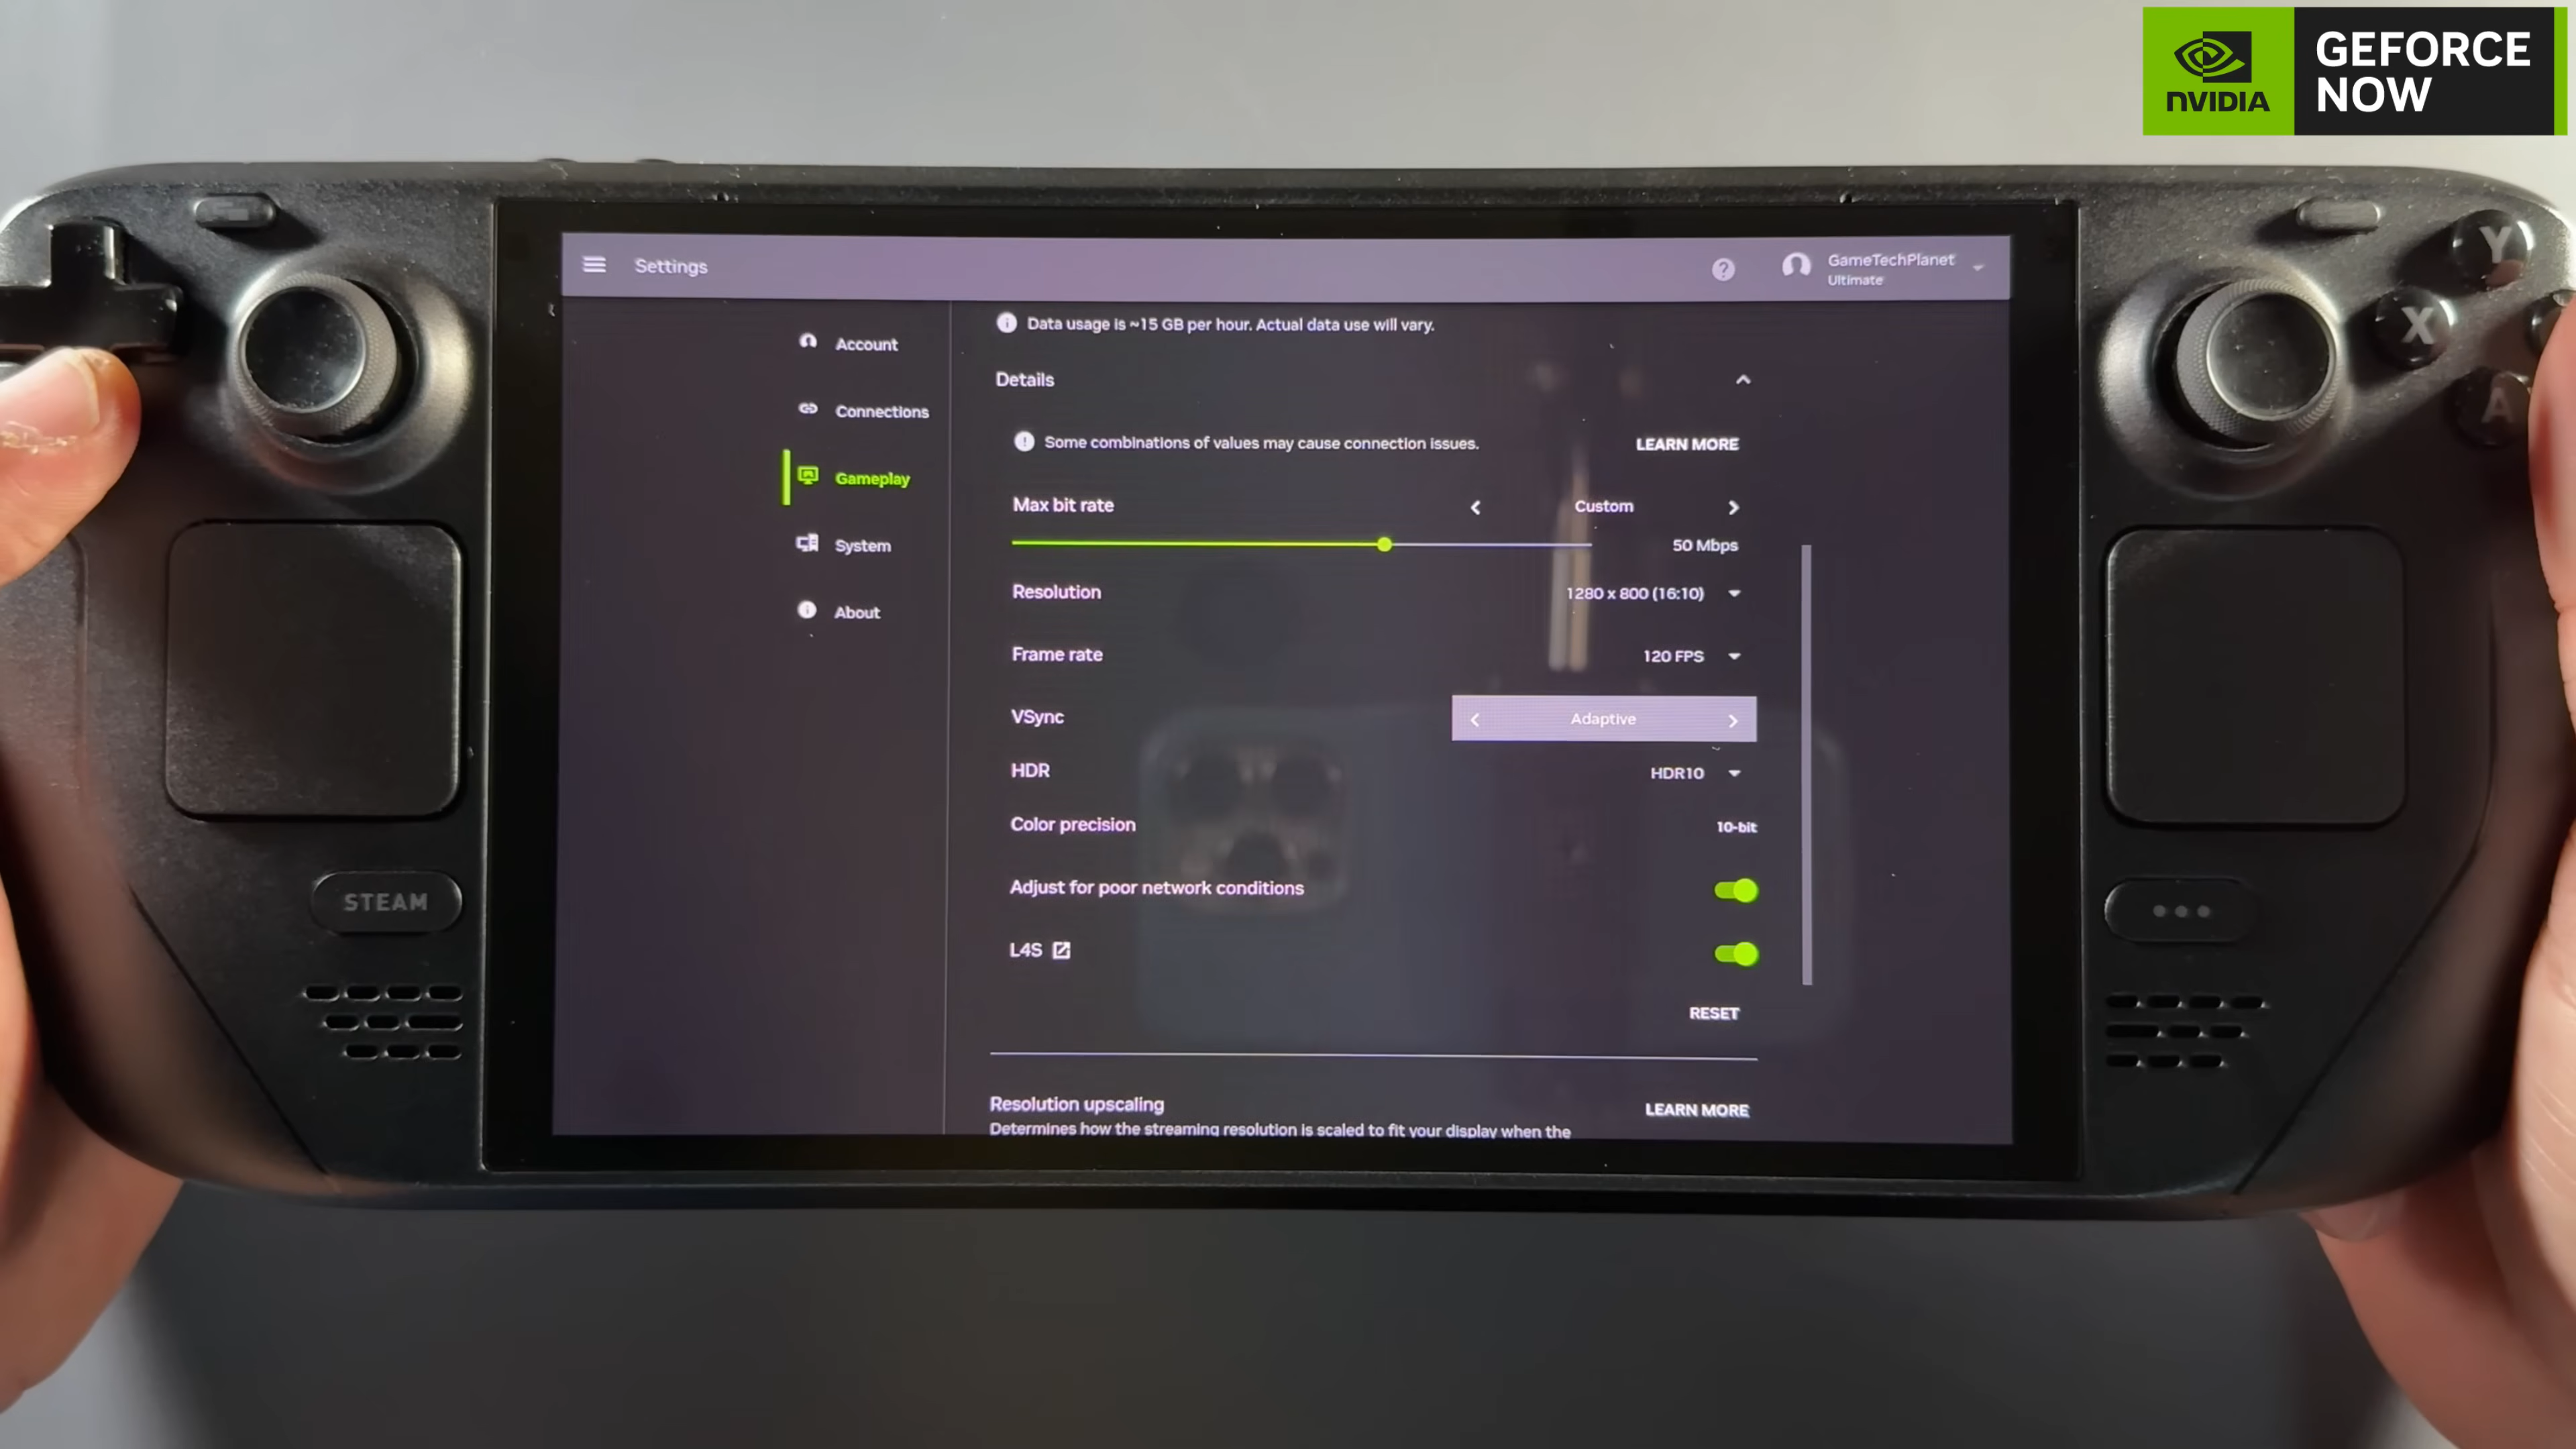 NVIDIA
GEFORCE
NOW
Settings
GameTechPlanet
Ultimate
Account
Connections
Gameplay
System
About
Data usage is ~15 GB per hour. Actual data use will vary.
Details
Some combinations of values may cause connection issues.
LEARN MORE
Max bit rate
Custom
50 Mbps
Resolution
1280 x 800 (16:10)
Frame rate
120 FPS
VSync
Adaptive
HDR
HDR10
Color precision
10-bit
Adjust for poor network conditions
L4S
RESET
Resolution upscaling
LEARN MORE
Determines how the streaming resolution is scaled to fit your display when the
STEAM
Y
X
A